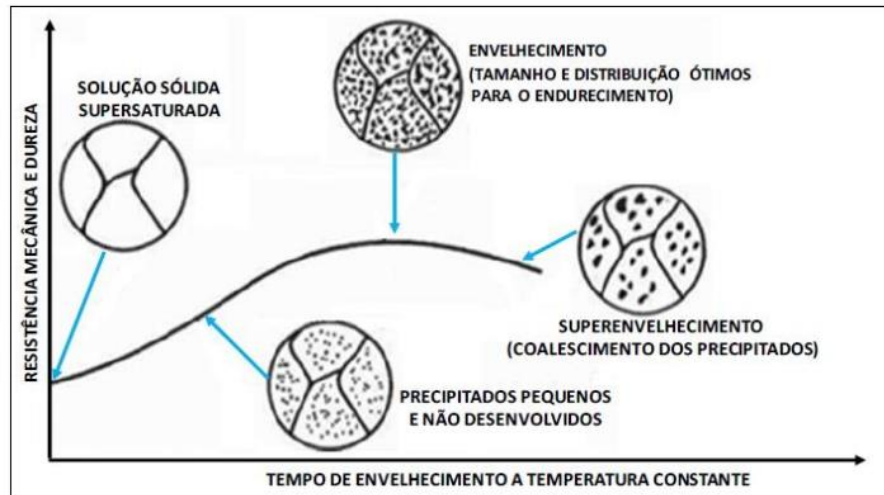 RESISTÊNCIA MECÂNICA E DUREZA
SOLUÇÃO SÓLIDA
SUPERSATURADA
ENVELHECIMENTO
(TAMANHO E DISTRIBUIÇÃO ÓTIMOS
PARA O ENDURECIMENTO)
SUPERENVELHECIMENTO
(COALESCIMENTO DOS PRECIPITADOS)
PRECIPITADOS PEQUENOS
E NÃO DESENVOLVIDOS
TEMPO DE ENVELHECIMENTO A TEMPERATURA CONSTANTE